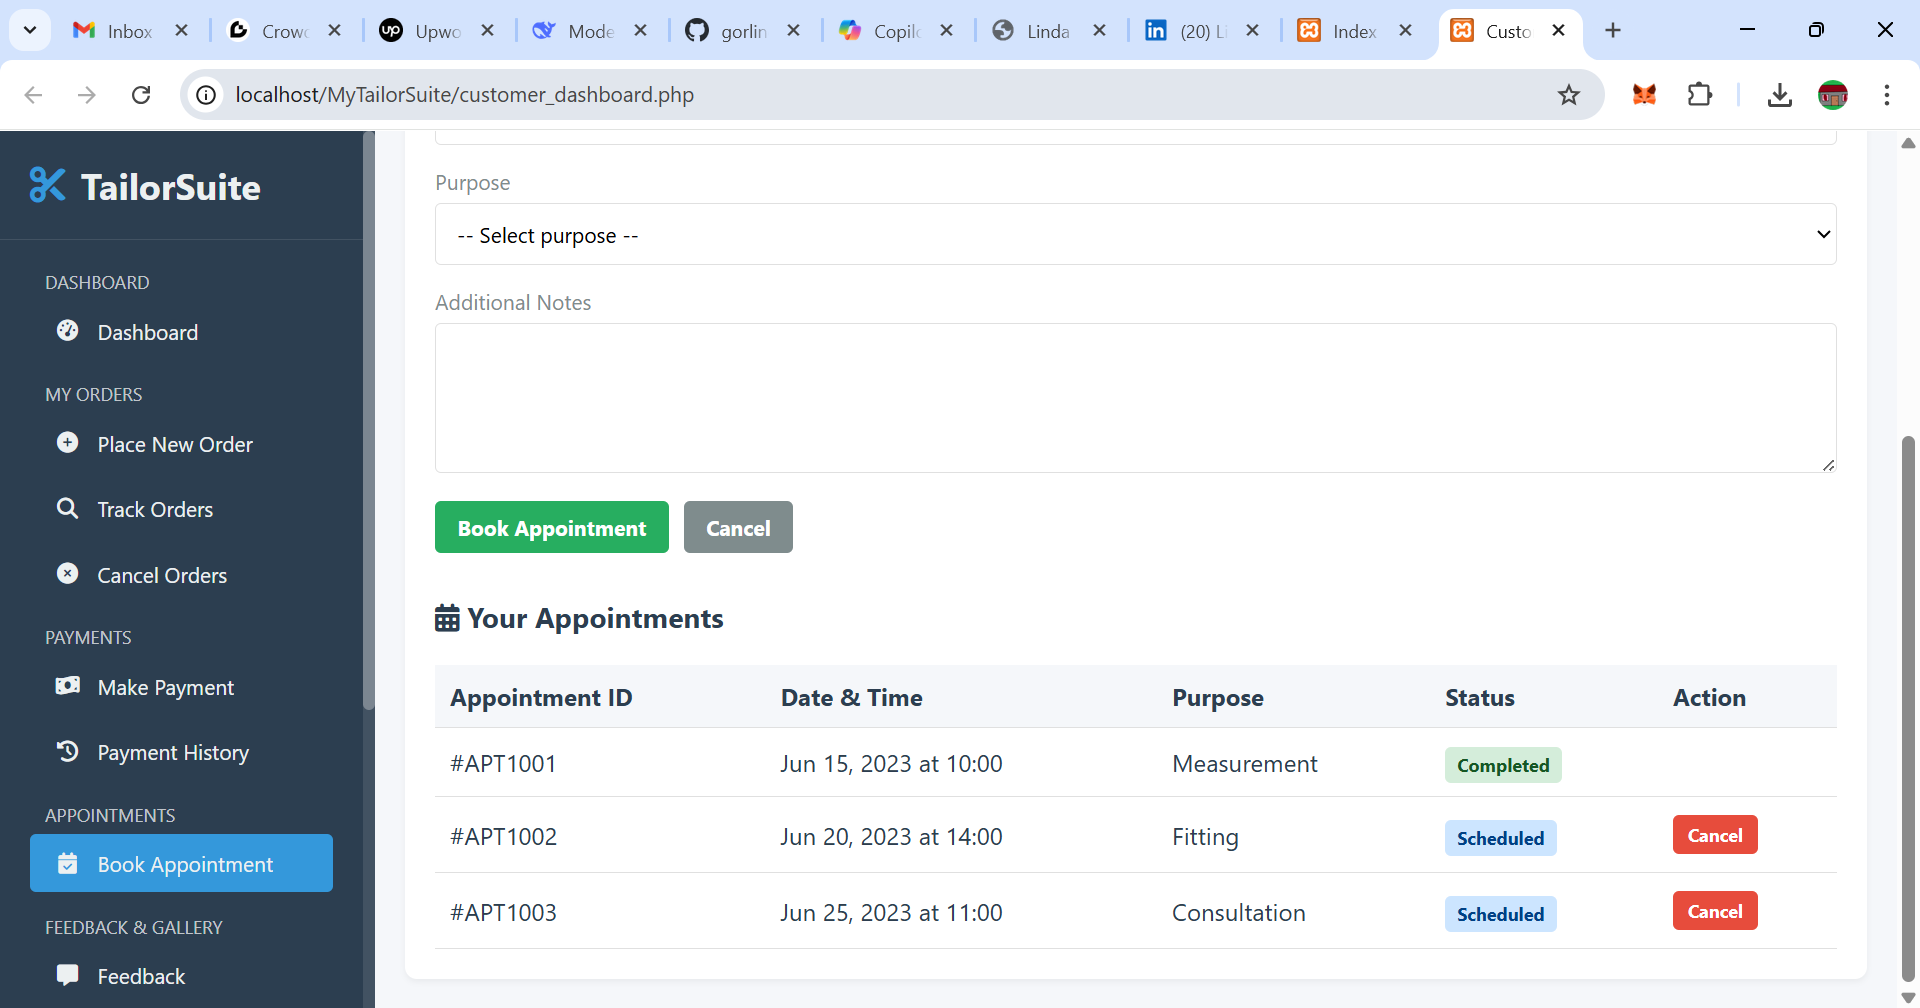 Inbox
Crowc
up Upwo
Mode
gorlin
Copil
Linda
in (20) Li
Index
Custo
localhost/MyTailorSuite/customer_dashboard.php
TailorSuite
DASHBOARD
Dashboard
MY ORDERS
Place New Order
Track Orders
Cancel Orders
PAYMENTS
Make Payment
Payment History
APPOINTMENTS
Book Appointment
FEEDBACK & GALLERY
Feedback
Purpose
-- Select purpose --
Additional Notes
Book Appointment Cancel
Your Appointments
Appointment ID Date & Time Purpose Status Action
#APT1001 Jun 15, 2023 at 10:00 Measurement Completed
#APT1002 Jun 20, 2023 at 14:00 Fitting Scheduled Cancel
#APT1003 Jun 25, 2023 at 11:00 Consultation Scheduled Cancel